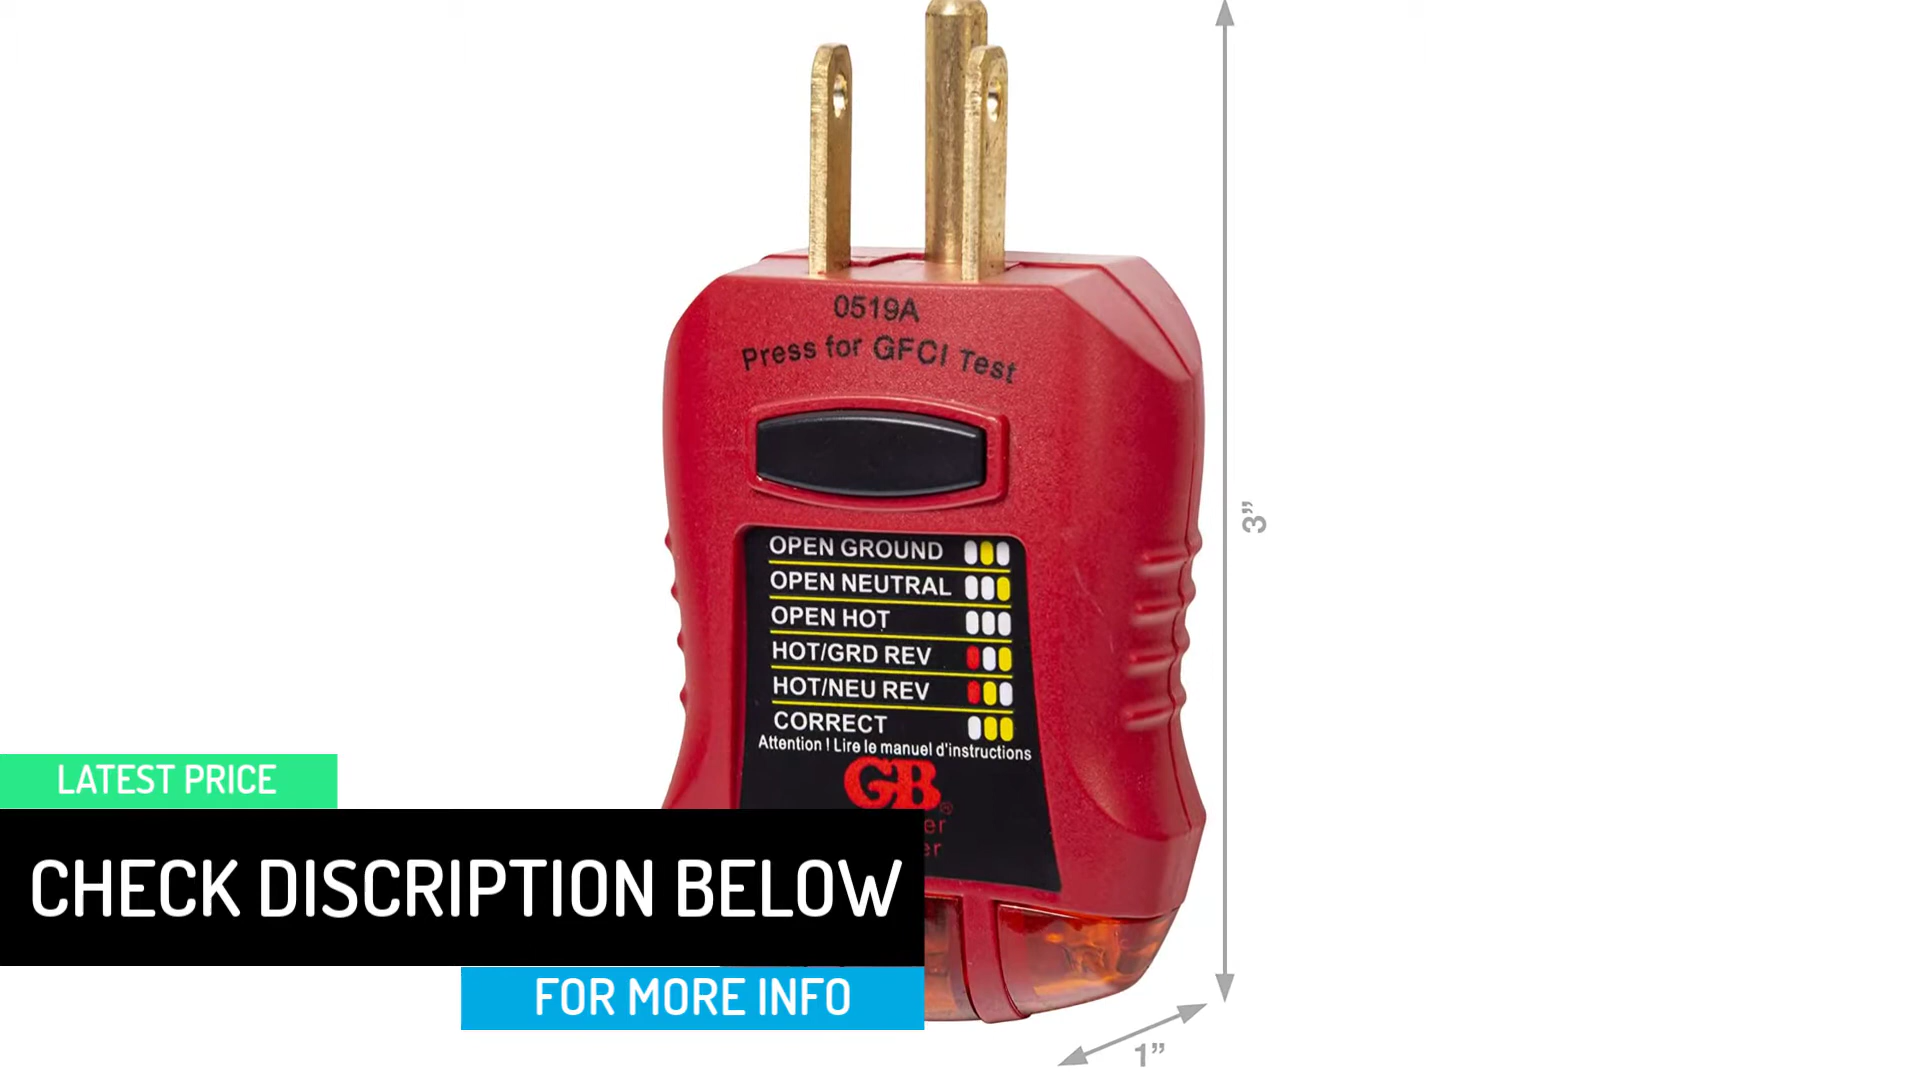 0519A
Press for GFCI Test
OPEN GROUND
OPEN NEUTRAL
OPEN HOT
HOT/GRD REV
HOT/NEU REV
CORRECT
Attention ! Lire le manuel d'instructions
GB®
3”
1”
LATEST PRICE
CHECK DISCRIPTION BELOW
FOR MORE INFO